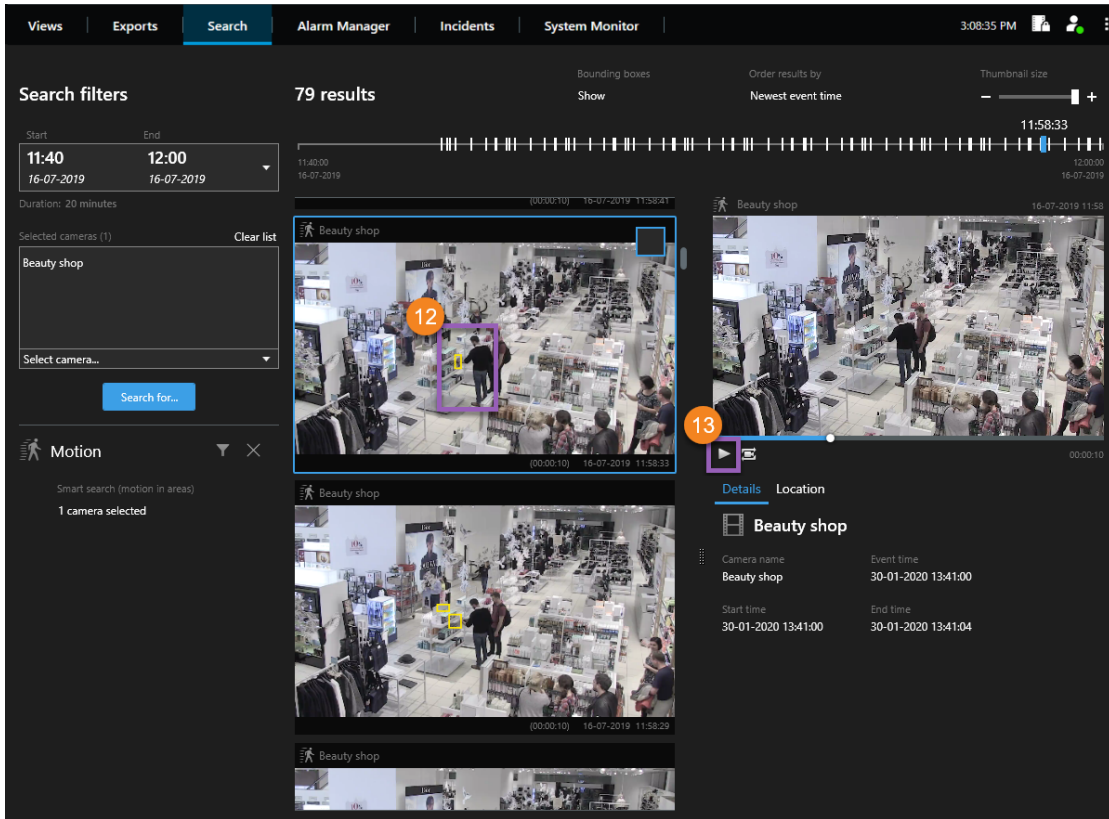 Views Exports Search Alarm Manager Incidents System Monitor 3:08:35 PM
Search filters
Start End
11:40 12:00
16-07-2019 16-07-2019
Duration: 20 minutes
Selected cameras (1) Clear list
Beauty shop
Select camera...
Search for...
Motion
Smart search (motion in areas)
1 camera selected
79 results
Bounding boxes
Show
Order results by
Newest event time
Thumbnail size
− +
11:58:33
11:40:00 12:00:00
16-07-2019 16-07-2019
(00:00:10) 16-07-2019 11:58:41
Beauty shop
Dior
10%
12
(00:00:10) 16-07-2019 11:58:33
Beauty shop
Dior
10%
(00:00:10) 16-07-2019 11:58:29
Beauty shop
Beauty shop 16-07-2019 11:58
Dior
10%
13
00:00:10
Details Location
Beauty shop
Camera name Event time
Beauty shop 30-01-2020 13:41:00
Start time End time
30-01-2020 13:41:00 30-01-2020 13:41:04